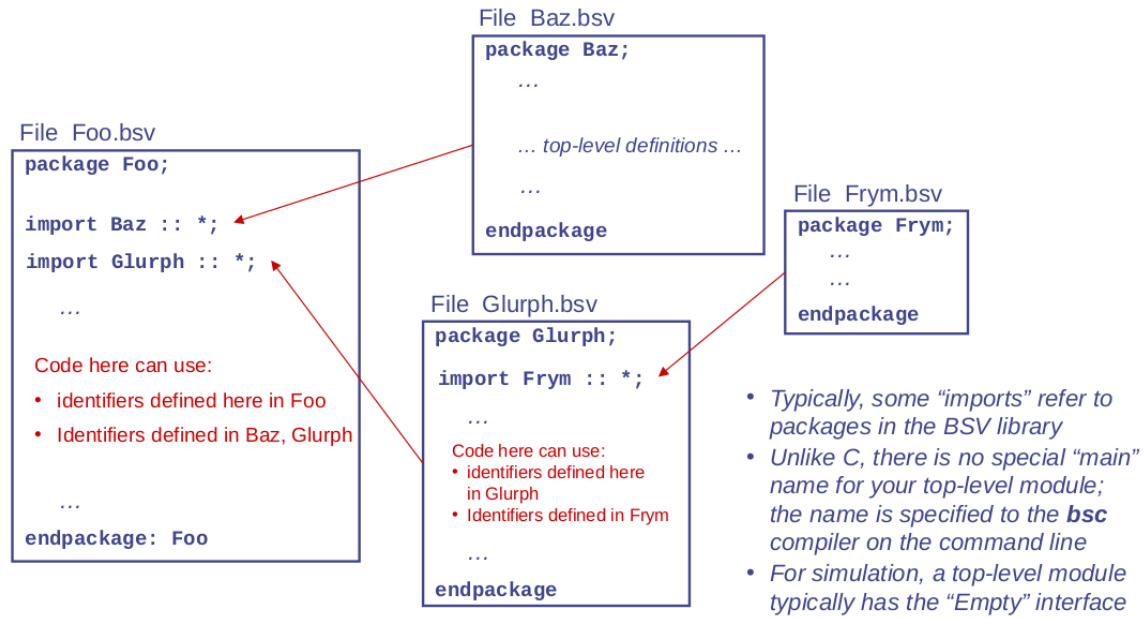 File Foo.bsv
package Foo;
import Baz :: *;
import Glurph :: *;
…
Code here can use:
• identifiers defined here in Foo
• Identifiers defined in Baz, Glurph
…
endpackage: Foo
File Baz.bsv
package Baz;
…
… top-level definitions …
…
endpackage
File Glurph.bsv
package Glurph;
import Frym :: *;
…
Code here can use:
• identifiers defined here
in Glurph
• Identifiers defined in Frym
…
endpackage
File Frym.bsv
package Frym;
…
…
endpackage
• Typically, some “imports” refer to
packages in the BSV library
• Unlike C, there is no special “main”
name for your top-level module;
the name is specified to the bsc
compiler on the command line
• For simulation, a top-level module
typically has the “Empty” interface